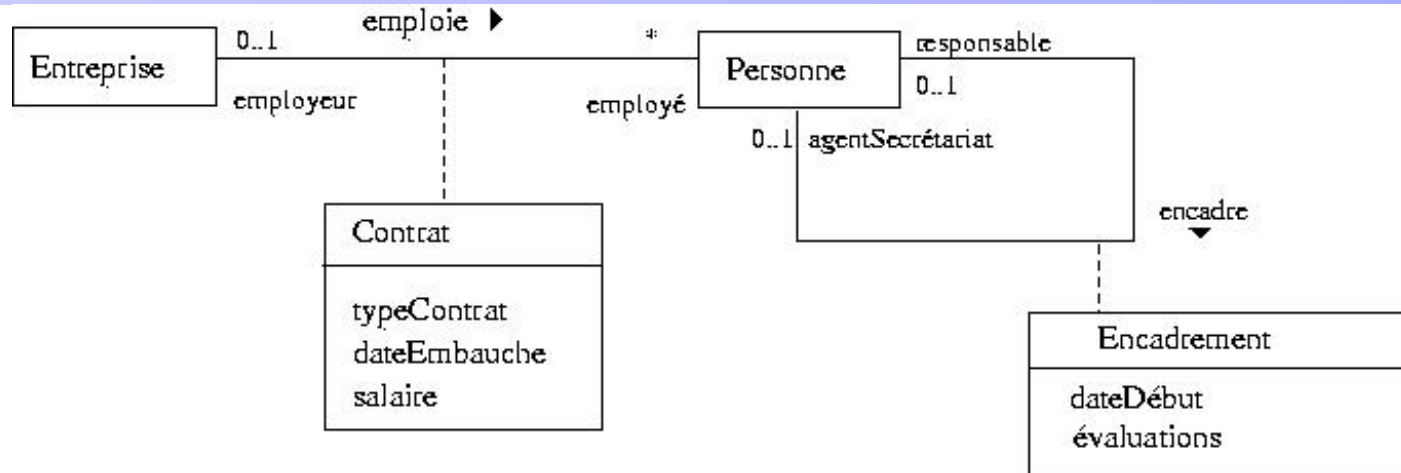 emploie
0..1
*
Entreprise
Personne
responsable
0..1
employeur
employé
0..1 agentSecrétariat
encadre
Contrat
typeContrat
dateEmbauche
salaire
Encadrement
dateDébut
évaluations